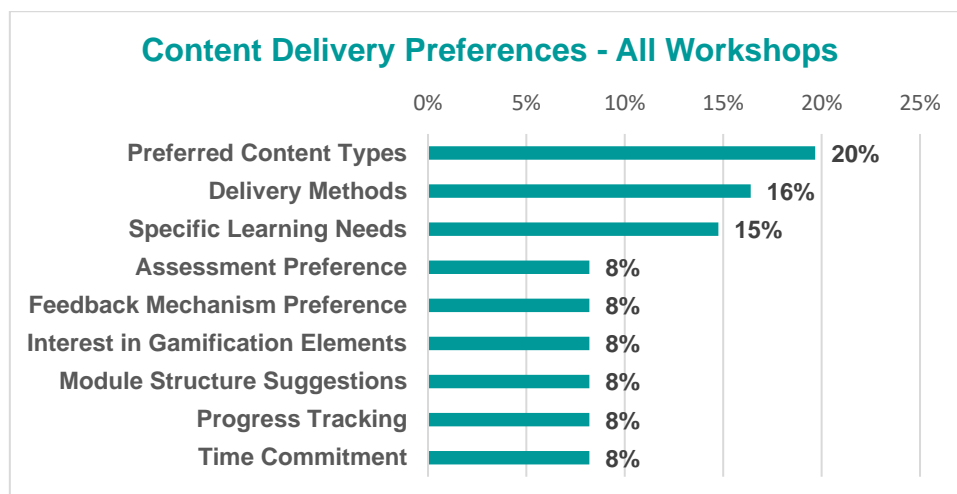 Content Delivery Preferences - All Workshops
0% 5% 10% 15% 20% 25%
Preferred Content Types 20%
Delivery Methods 16%
Specific Learning Needs 15%
Assessment Preference 8%
Feedback Mechanism Preference 8%
Interest in Gamification Elements 8%
Module Structure Suggestions 8%
Progress Tracking 8%
Time Commitment 8%